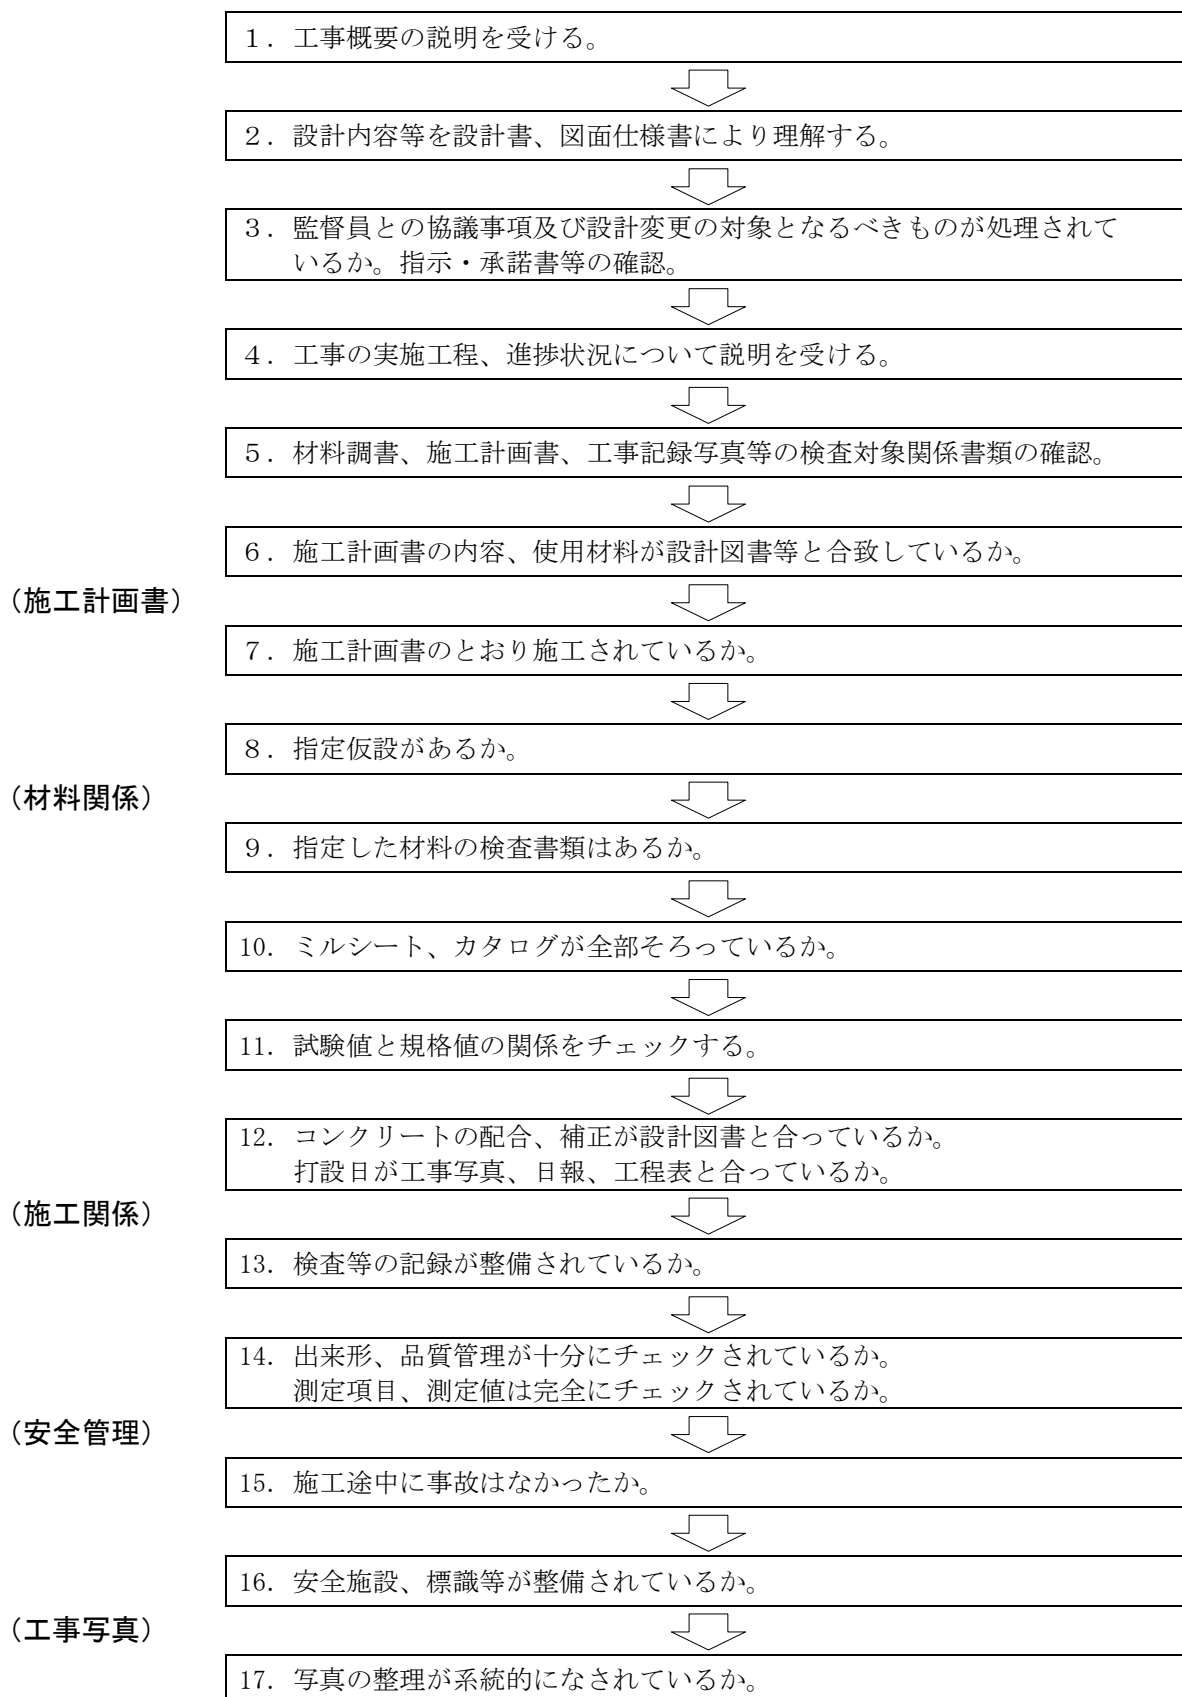 １．工事概要の説明を受ける。
２．設計内容等を設計書、図面仕様書により理解する。
３．監督員との協議事項及び設計変更の対象となるべきものが処理されて
いるか。指示・承諾書等の確認。
４．工事の実施工程、進捗状況について説明を受ける。
５．材料調書、施工計画書、工事記録写真等の検査対象関係書類の確認。
６．施工計画書の内容、使用材料が設計図書等と合致しているか。
（施工計画書）
７．施工計画書のとおり施工されているか。
８．指定仮設があるか。
（材料関係）
９．指定した材料の検査書類はあるか。
10．ミルシート、カタログが全部そろっているか。
11．試験値と規格値の関係をチェックする。
12．コンクリートの配合、補正が設計図書と合っているか。
打設日が工事写真、日報、工程表と合っているか。
（施工関係）
13．検査等の記録が整備されているか。
14．出来形、品質管理が十分にチェックされているか。
測定項目、測定値は完全にチェックされているか。
（安全管理）
15．施工途中に事故はなかったか。
16．安全施設、標識等が整備されているか。
（工事写真）
17．写真の整理が系統的になされているか。